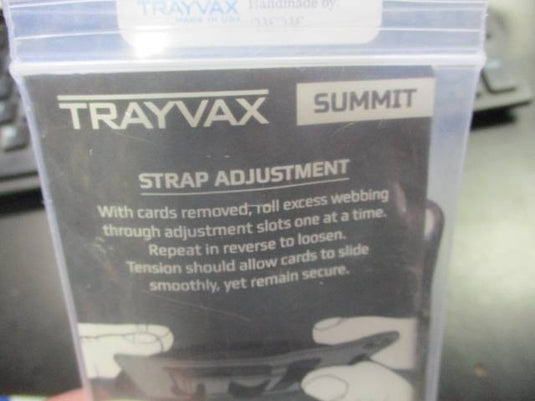 TRAYVAX Handmade by:
MADE IN USA
TRAYVAX SUMMIT
STRAP ADJUSTMENT
With cards removed, roll excess webbing
through adjustment slots one at a time.
Repeat in reverse to loosen.
Tension should allow cards to slide
smoothly, yet remain secure.